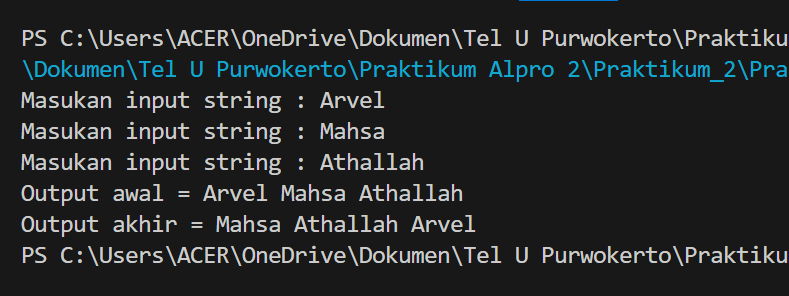 PS C:\Users\ACER\OneDrive\Dokumen\Tel U Purwokerto\Praktiku
\Dokumen\Tel U Purwokerto\Praktikum Alpro 2\Praktikum_2\Pra
Masukan input string : Arvel
Masukan input string : Mahsa
Masukan input string : Athallah
Output awal = Arvel Mahsa Athallah
Output akhir = Mahsa Athallah Arvel
PS C:\Users\ACER\OneDrive\Dokumen\Tel U Purwokerto\Praktiku